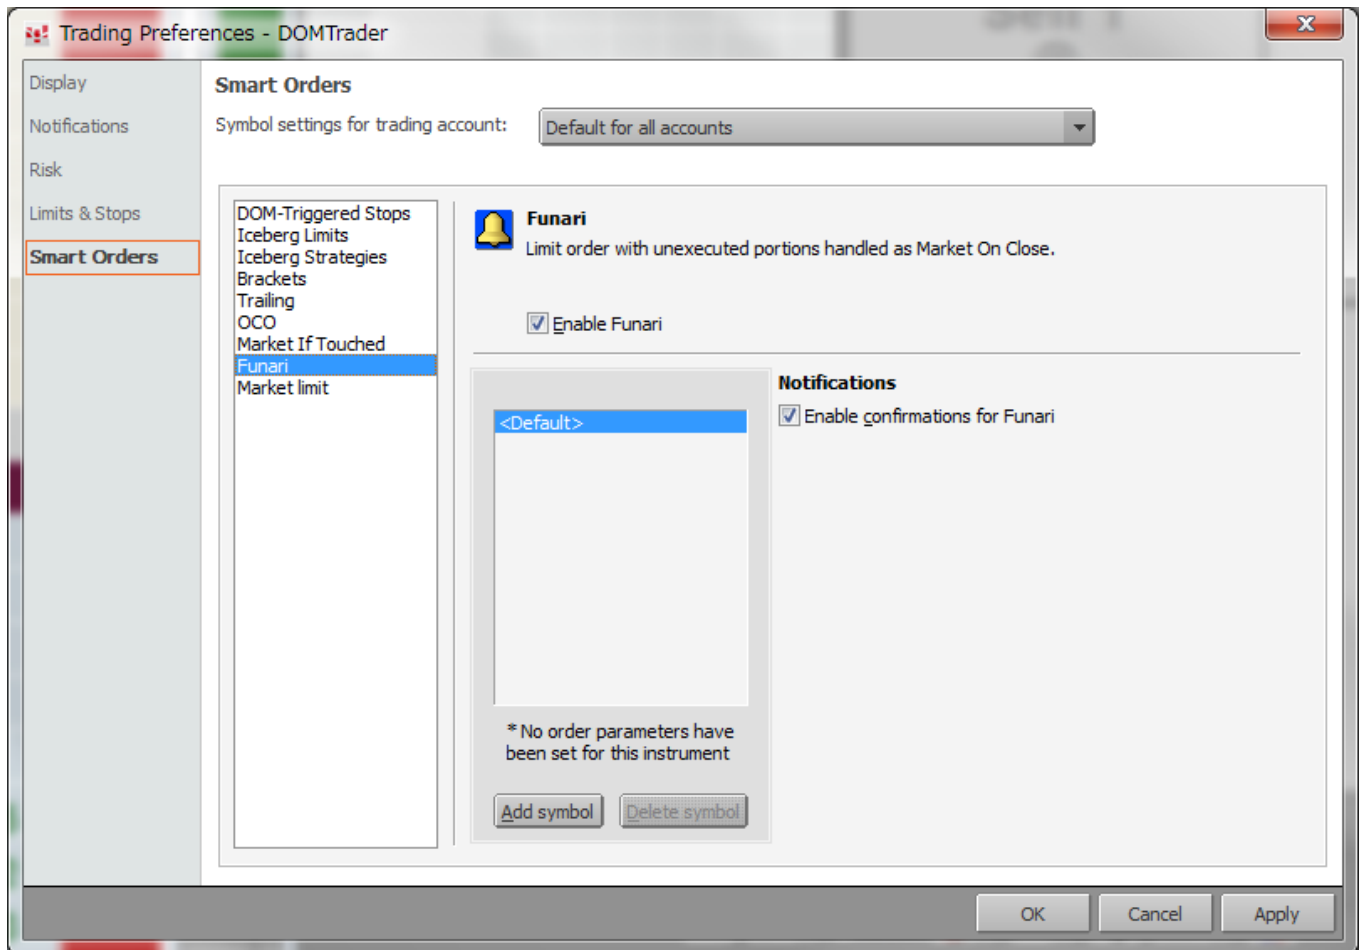 Trading Preferences - DOMTrader
Display
Notifications
Risk
Limits & Stops
Smart Orders
Smart Orders
Symbol settings for trading account:
Default for all accounts
DOM-Triggered Stops
Iceberg Limits
Iceberg Strategies
Brackets
Trailing
OCO
Market If Touched
Funari
Market limit
Funari
Limit order with unexecuted portions handled as Market On Close.
Enable Funari
<Default>
* No order parameters have
been set for this instrument
Add symbol
Delete symbol
Notifications
Enable confirmations for Funari
OK
Cancel
Apply